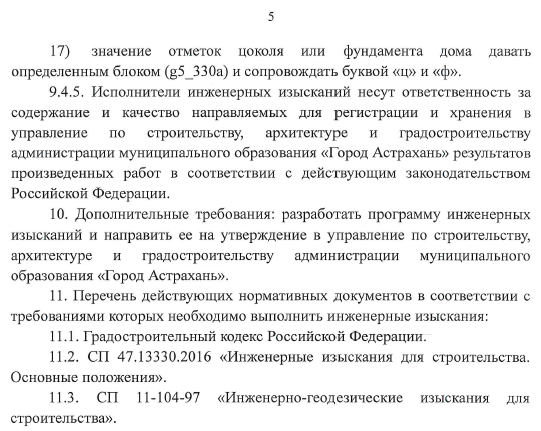 5
17) значение отметок цоколя или фундамента дома давать
определенным блоком (g5_330а) и сопровождать буквой «ц» и «ф».
9.4.5. Исполнители инженерных изысканий несут ответственность за
содержание и качество направляемых для регистрации и хранения в
управление по строительству, архитектуре и градостроительству
администрации муниципального образования «Город Астрахань» результатов
произведенных работ в соответствии с действующим законодательством
Российской Федерации.
10. Дополнительные требования: разработать программу инженерных
изысканий и направить ее на утверждение в управление по строительству,
архитектуре и градостроительству администрации муниципального
образования «Город Астрахань».
11. Перечень действующих нормативных документов в соответствии с
требованиями которых необходимо выполнить инженерные изыскания:
11.1. Градостроительный кодекс Российской Федерации.
11.2. СП 47.13330.2016 «Инженерные изыскания для строительства.
Основные положения».
11.3. СП 11-104-97 «Инженерно-геодезические изыскания для
строительства».